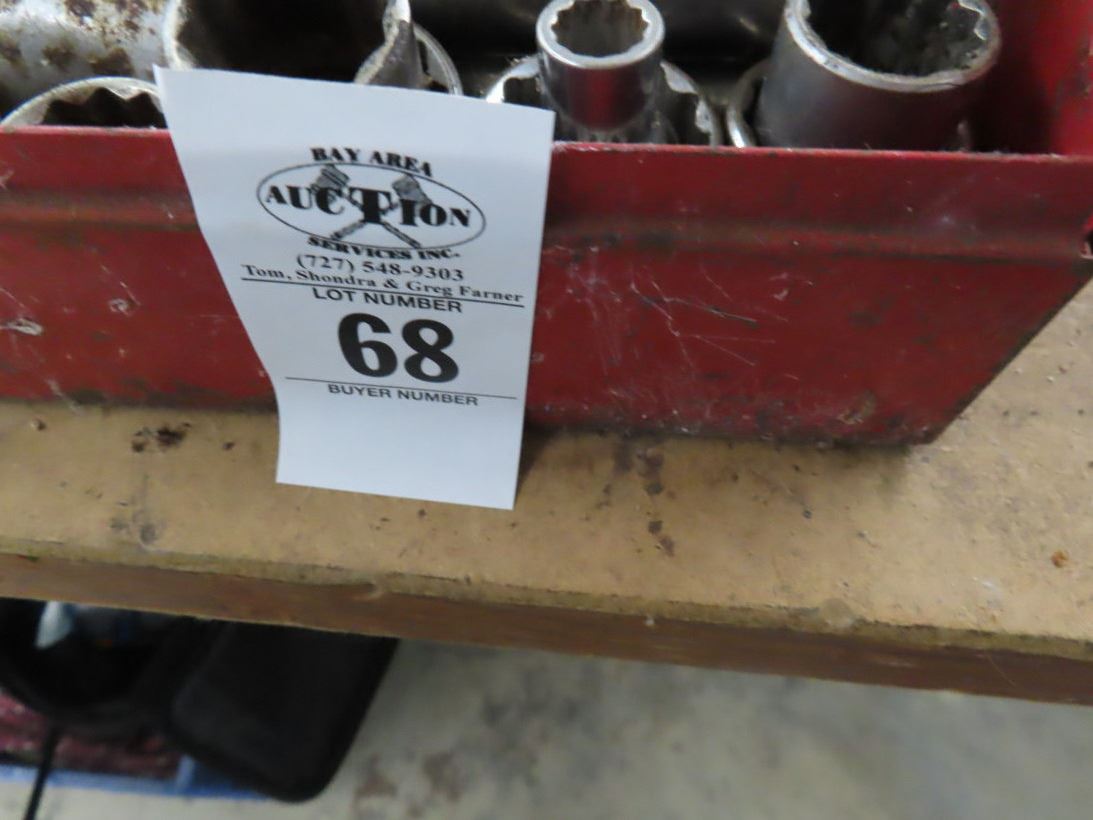 BAY AREA
AUCTION
SERVICES INC.
(727) 548-9303
Tom, Shondra & Greg Farner
LOT NUMBER
68
BUYER NUMBER